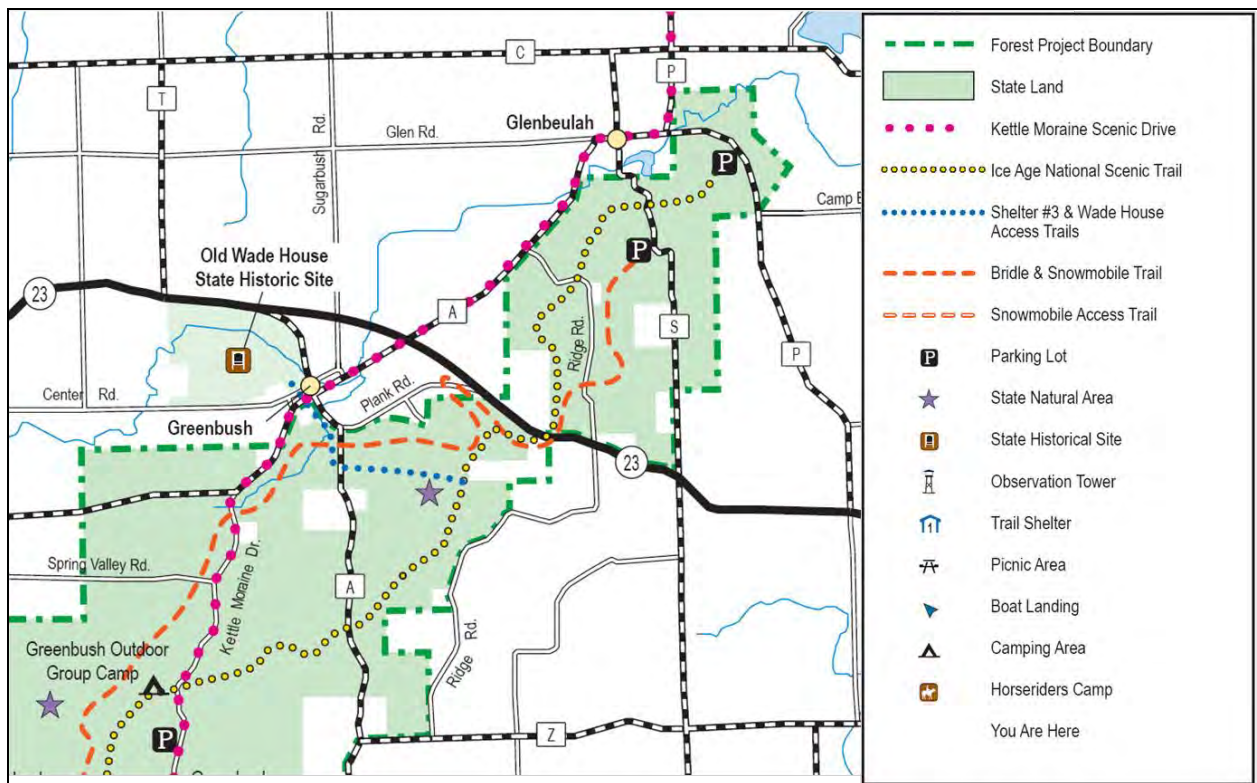 C
P
T
Glenbeulah
Glen Rd.
Sugarbush Rd.
P
Camp
Old Wade House
State Historic Site
23
A
P
S
Ridge Rd.
P
Center Rd.
Plank Rd.
Greenbush
23
Spring Valley Rd.
Kettle Moraine Dr.
A
Greenbush Outdoor
Group Camp
Ridge Rd.
P
Z
Forest Project Boundary
State Land
Kettle Moraine Scenic Drive
Ice Age National Scenic Trail
Shelter #3 & Wade House
Access Trails
Bridle & Snowmobile Trail
Snowmobile Access Trail
P Parking Lot
State Natural Area
State Historical Site
Observation Tower
1 Trail Shelter
Picnic Area
Boat Landing
Camping Area
Horseriders Camp
You Are Here